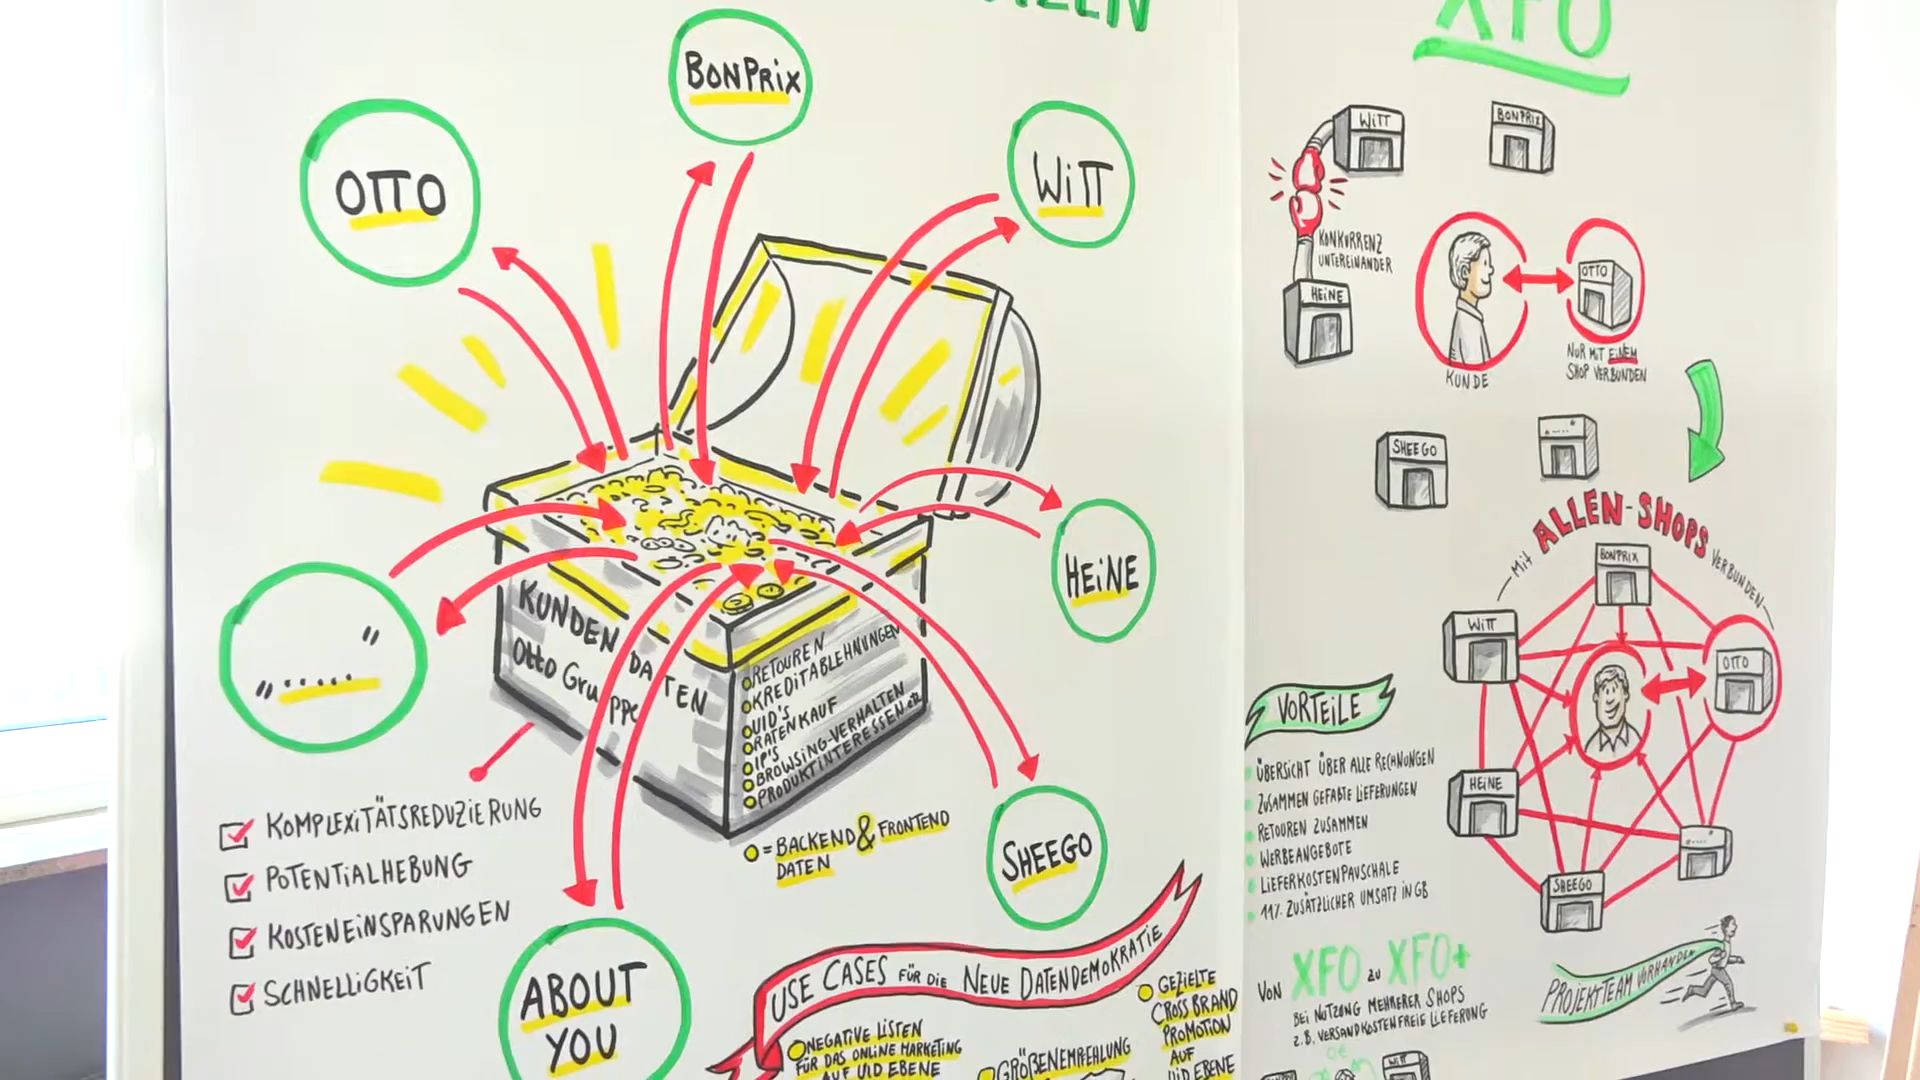 BONPRIX
OTTO
WITT
HEINE
SHEEGO
ABOUT
YOU
"....."
KUNDEN DATEN
Otto Gruppe
RETOUREN
KREDITABLEHNUNGEN
UID'S
RATENKAUF
IP'S
BROWSING-VERHALTEN
PRODUKTINTERESSEN etc
= BACKEND & FRONTEND
DATEN
KOMPLEXITÄTSREDUZIERUNG
POTENTIALHEBUNG
KOSTENEINSPARUNGEN
SCHNELLIGKEIT
USE CASES FÜR DIE NEUE DATENDEMOKRATIE
NEGATIVE LISTEN
FÜR DAS ONLINE MARKETING
AUF UID EBENE
GRÖßENEMPFEHLUNG
GEZIELTE
CROSS BRAND
PROMOTION
AUF
UID EBENE
XFO
WITT
BONPRIX
KONKURRENZ
UNTEREINANDER
HEINE
OTTO
KUNDE
NUR MIT EINEM
SHOP VERBUNDEN
SHEEGO
MIT ALLEN-SHOPS VERBUNDEN
BONPRIX
WITT
OTTO
HEINE
SHEEGO
VORTEILE
ÜBERSICHT ÜBER ALLE RECHNUNGEN
ZUSAMMEN GEFAßTE LIEFERUNGEN
RETOUREN ZUSAMMEN
WERBEANGEBOTE
LIEFERKOSTENPAUSCHALE
11% ZUSÄTZLICHER UMSATZ IN GB
VON XFO ZU XFO+
BEI NUTZUNG MEHRERER SHOPS
Z.B. VERSANDKOSTENFREIE LIEFERUNG
PROJEKTTEAM VORHANDEN
WITT